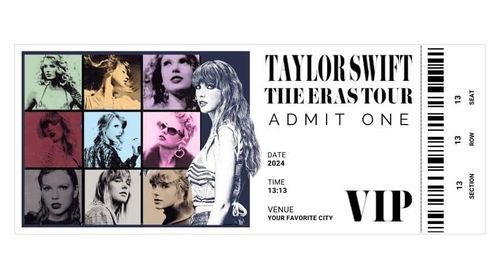 TAYLOR SWIFT
THE ERAS TOUR
ADMIT ONE
DATE
2024
TIME
13:13
VENUE
YOUR FAVORITE CITY
VIP
13 SEAT
13 ROW
13 SECTION